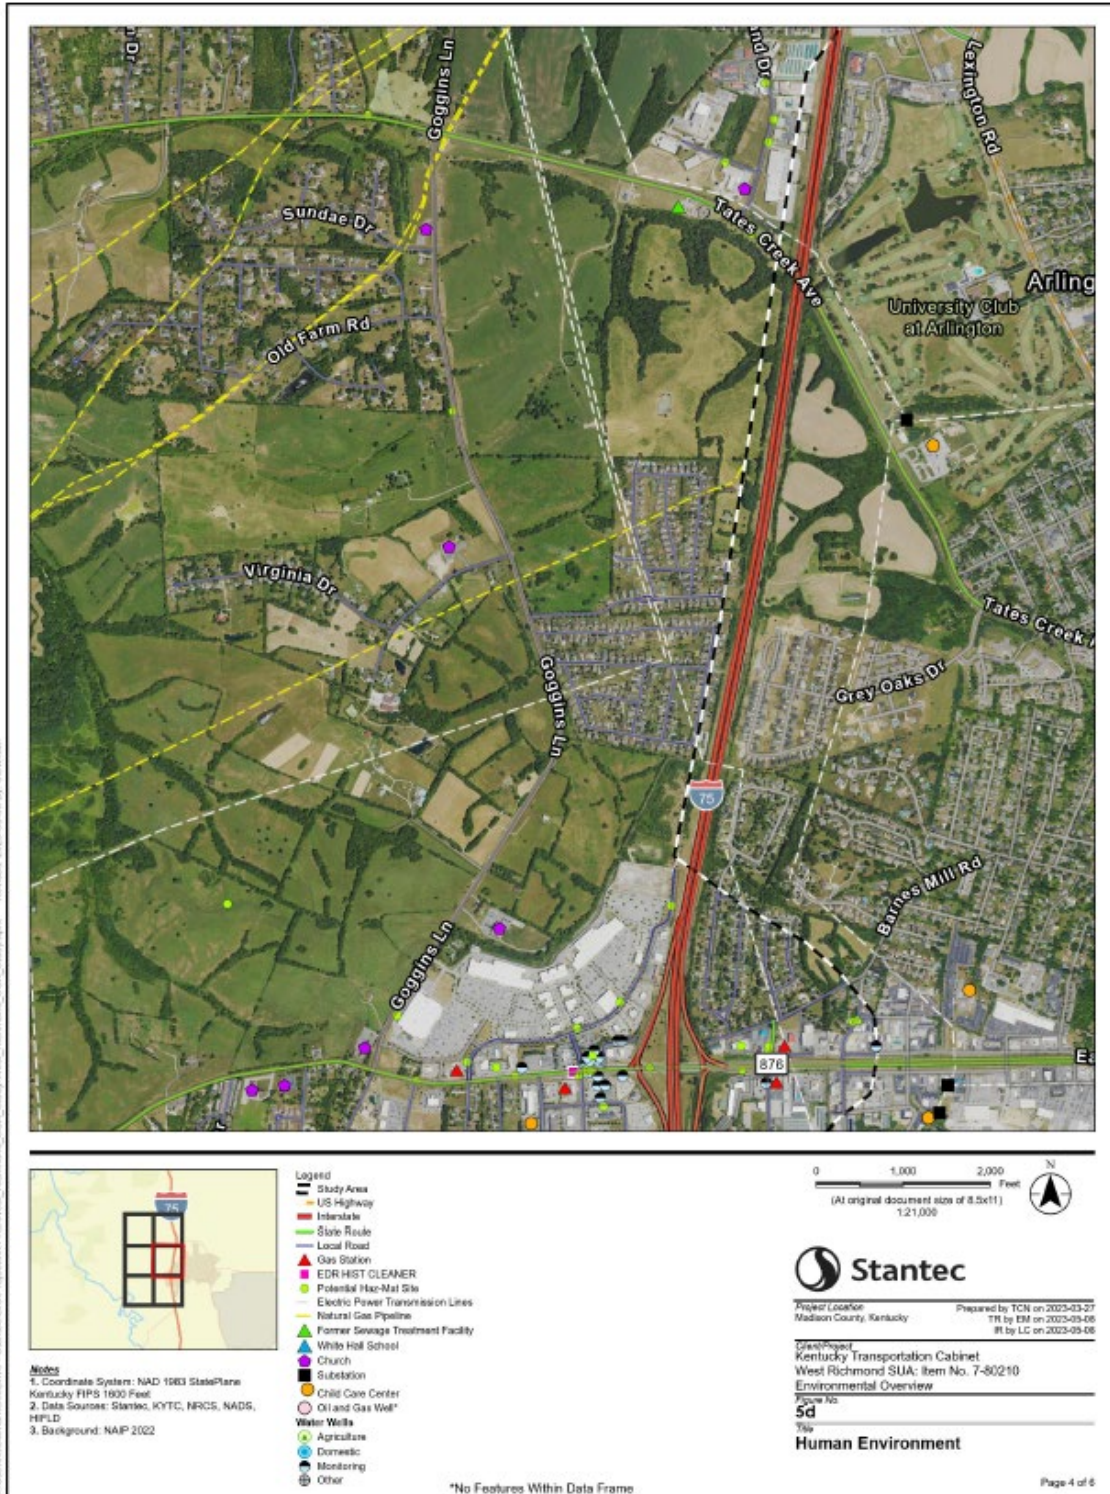 n Dr
Goggins Ln
nd Dr
Lexington Rd
Sundae Dr
Tates Creek Ave
Arling
University Club
at Arlington
Old Farm Rd
Virginia Dr
Tates Creek A
Goggins Ln
Grey Oaks Dr
75
Barnes Mill Rd
Goggins Ln
876
Ea
r
75
Notes
1. Coordinate System: NAD 1983 StatePlane
Kentucky FIPS 1600 Feet
2. Data Sources: Stantec, KYTC, NRCS, NADS,
HIFLD
3. Background: NAIP 2022
Legend
Study Area
US Highway
Interstate
State Route
Local Road
Gas Station
EDR HIST CLEANER
Potential Haz-Mat Site
Electric Power Transmission Lines
Natural Gas Pipeline
Former Sewage Treatment Facility
White Hall School
Church
Substation
Child Care Center
Oil and Gas Well*
Water Wells
Agriculture
Domestic
Monitoring
Other
*No Features Within Data Frame
0 1,000 2,000
Feet
(At original document size of 8.5x11)
1:21,000
N
Stantec
Project Location
Madison County, Kentucky
Prepared by TCN on 2023-03-27
TR by EM on 2023-05-08
IR by LC on 2023-05-08
Client/Project
Kentucky Transportation Cabinet
West Richmond SUA: Item No. 7-80210
Environmental Overview
Figure No.
5d
Title
Human Environment
Page 4 of 6